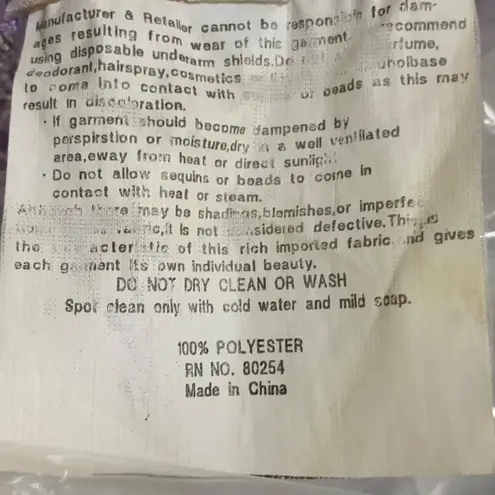 Manufacturer & Retailer cannot be responsible for dam-
ages resulting from wear of this garment. recommend
using disposable underarm shields.Do perfume,
deodorant,hairspray,cosmetics or alcoholbase
to come into contact with or beads as this may
result in discoloration.
· If garment should become dampened by
perspirstion or moisture,dry in a well ventilated
area,eway from heat or direct sunlight.
· Do not allow sequins or beads to come in
contact with heat or steam.
Although there may be shadings,blemishes,or imperfec
fabric,it is not considered defective.This is
the characteristic of this rich imported fabric and gives
each garment its own individual beauty.
DO NOT DRY CLEAN OR WASH
Spot clean only with cold water and mild soap.
100% POLYESTER
RN NO. 80254
Made in China